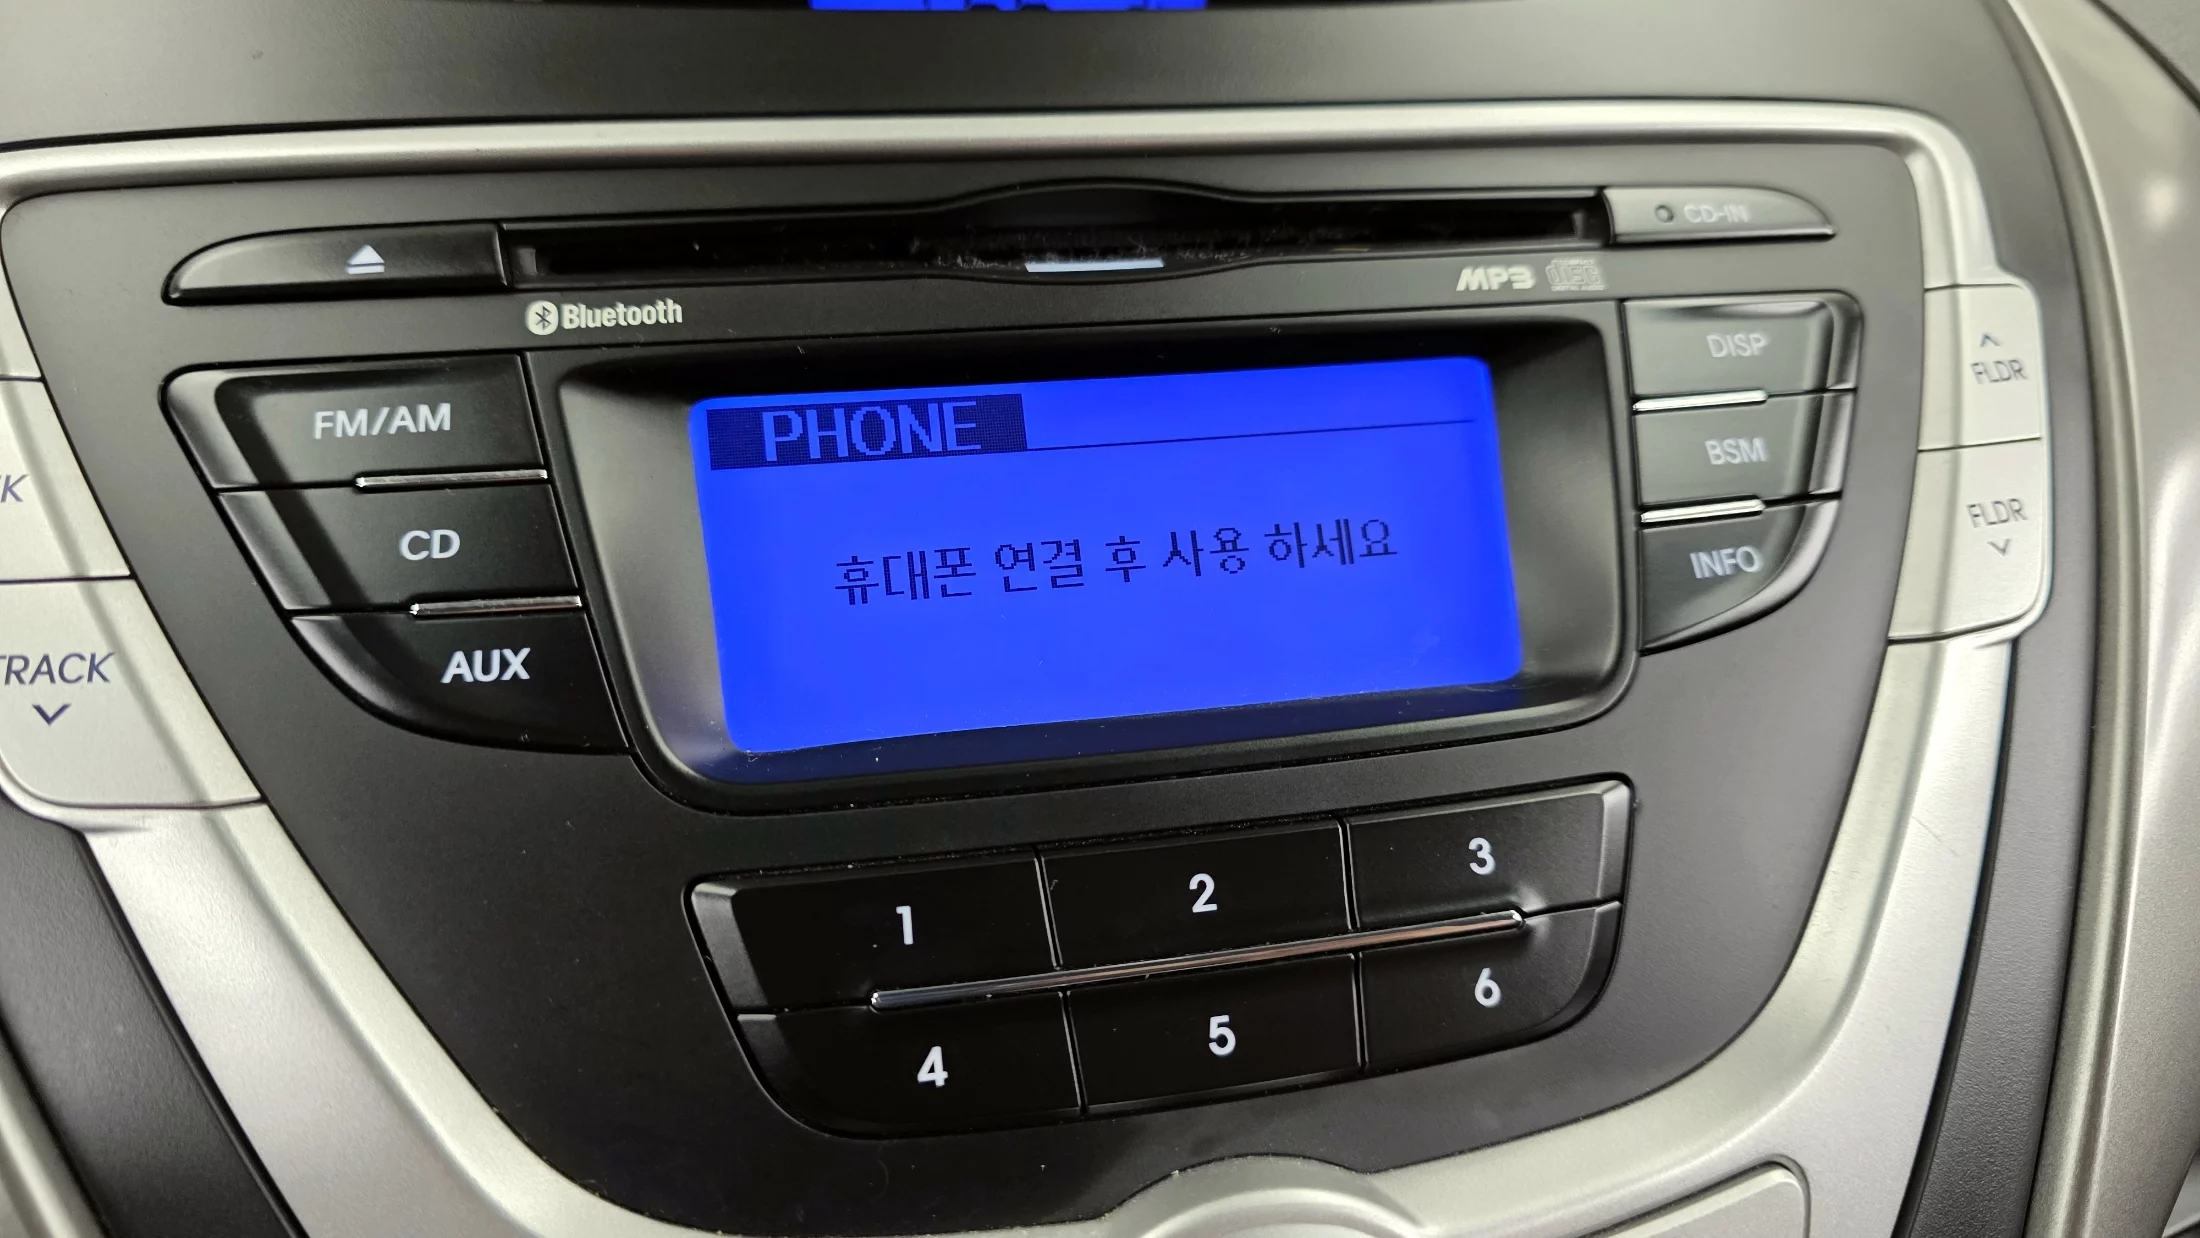 CD-IN
MP3
Bluetooth
DISP
FLDR
FM/AM
PHONE
BSM
K
CD
휴대폰 연결 후 사용 하세요
FLDR
INFO
TRACK
AUX
1
2
3
4
5
6